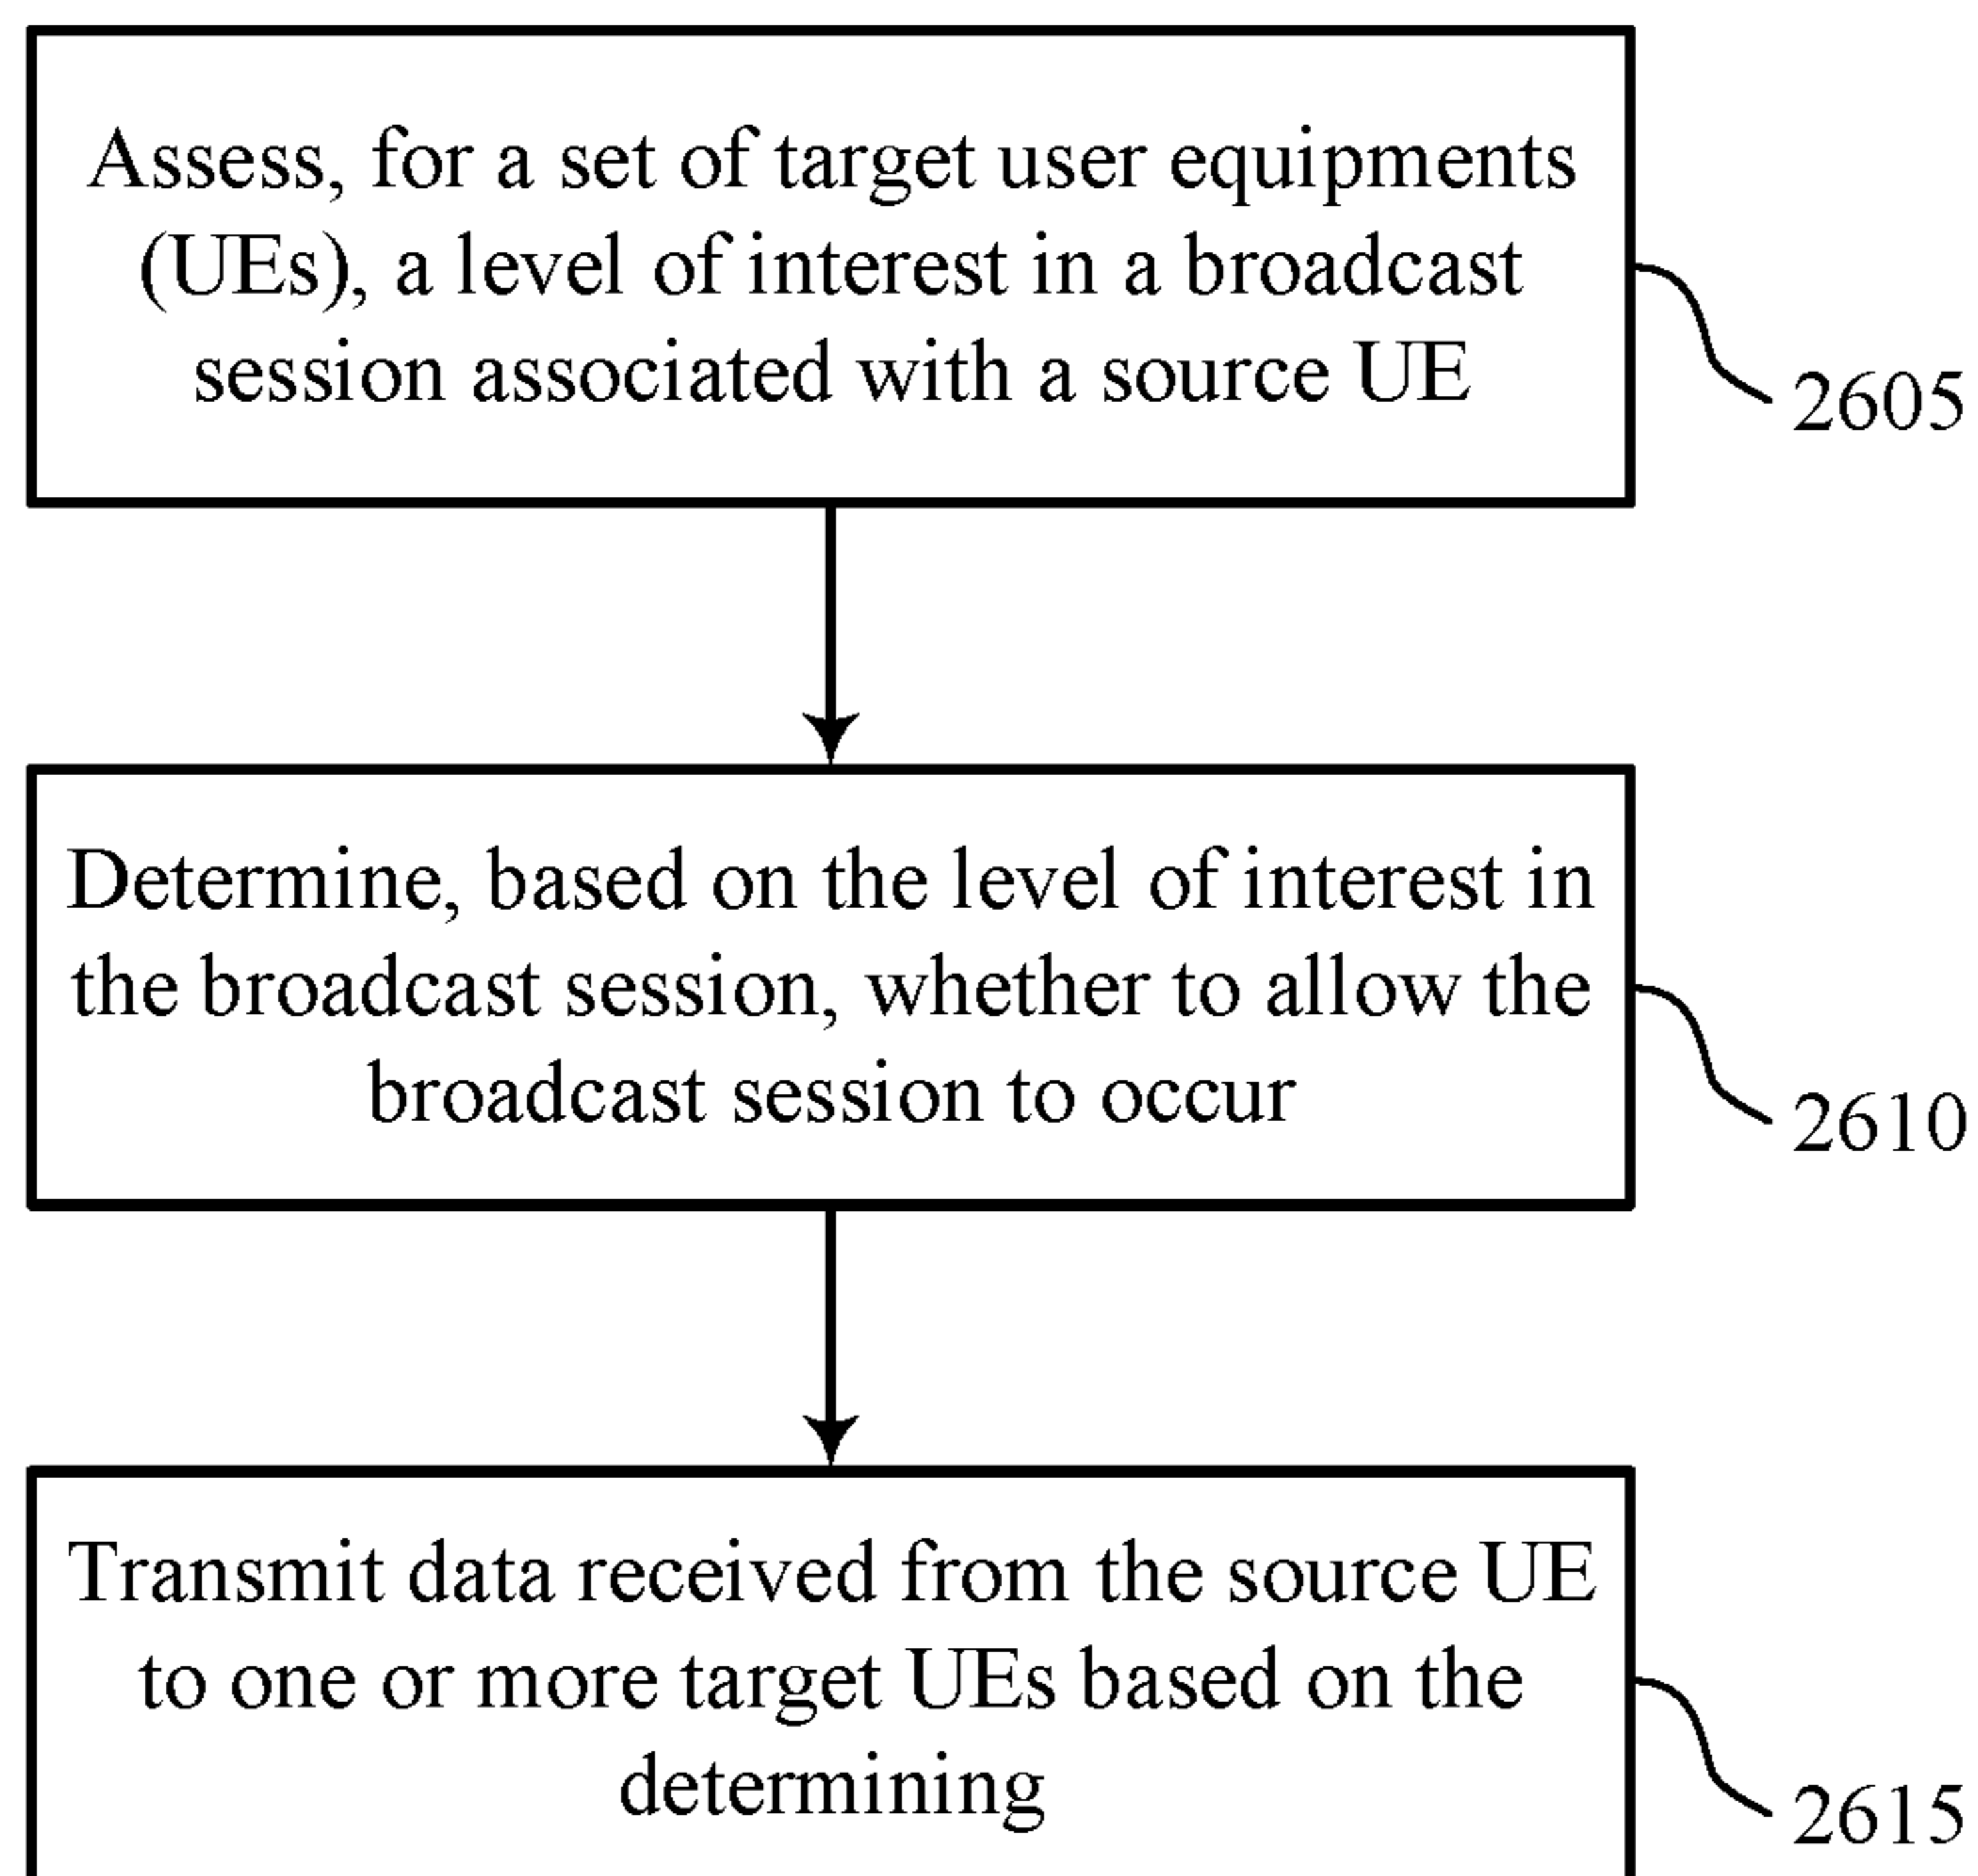 Assess, for a set of target user equipments
(UEs), a level of interest in a broadcast
session associated with a source UE
2605
Determine, based on the level of interest in
the broadcast session, whether to allow the
broadcast session to occur
2610
Transmit data received from the source UE
to one or more target UEs based on the
determining
2615